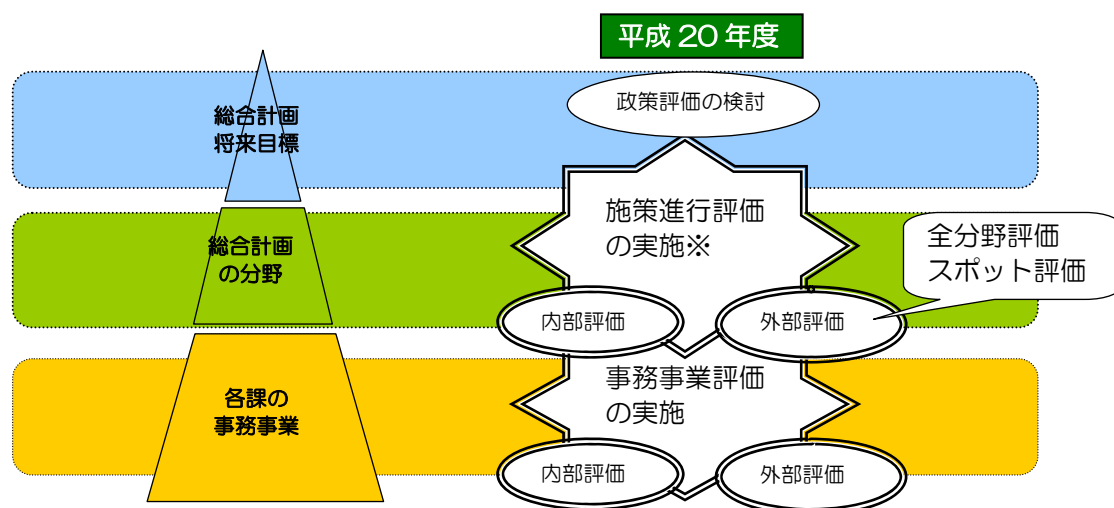 平成 20 年度
総合計画
将来目標
政策評価の検討
総合計画
の分野
施策進行評価
の実施※
全分野評価
スポット評価
内部評価
外部評価
各課の
事務事業
事務事業評価
の実施
内部評価
外部評価